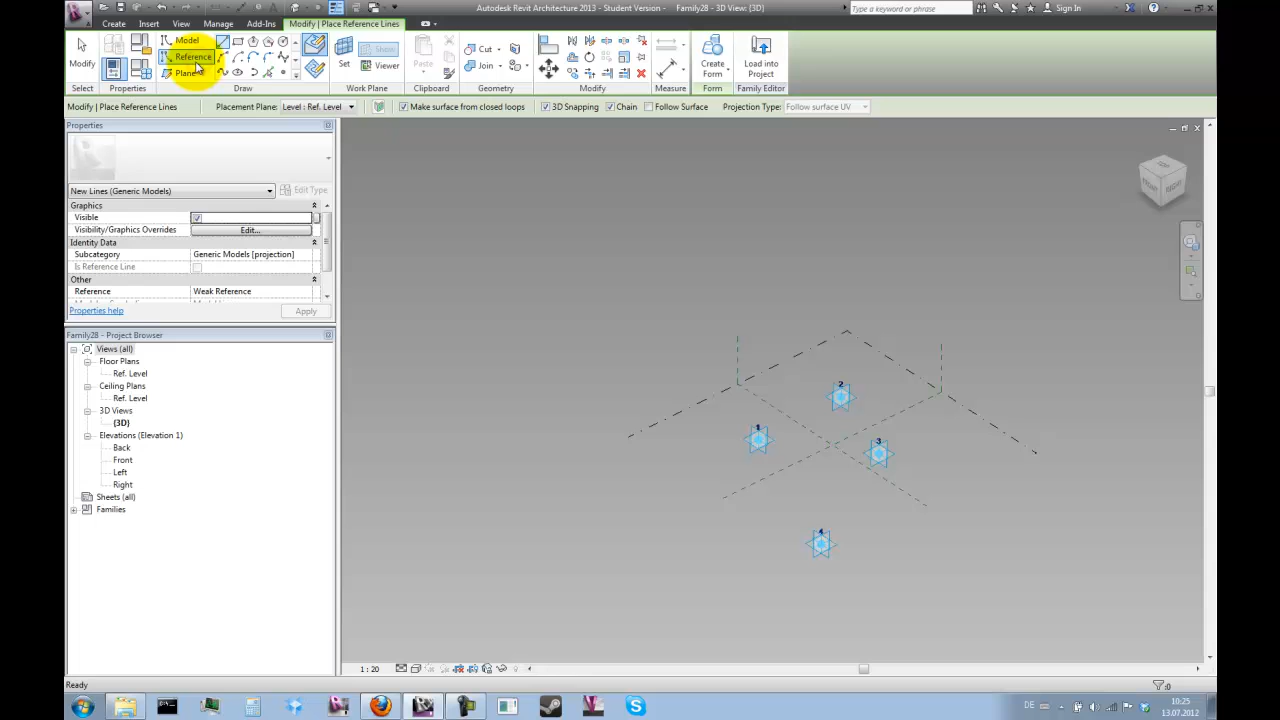 Autodesk Revit Architecture 2013 - Student Version - Family28 - 3D View: {3D}
Type a keyword or phrase
Sign In
Create
Insert
View
Manage
Add-Ins
Modify | Place Reference Lines
Modify
Model
Reference
Plane
Set
Show
Viewer
Paste
Cut
Join
Create
Form
Load into
Project
Select
Properties
Draw
Work Plane
Clipboard
Geometry
Modify
Measure
Form
Family Editor
Modify | Place Reference Lines
Placement Plane:
Level : Ref. Level
Make surface from closed loops
3D Snapping
Chain
Follow Surface
Projection Type:
Follow surface UV
Properties
New Lines (Generic Models)
Edit Type
Graphics
Visible
Visibility/Graphics Overrides
Edit...
Identity Data
Subcategory
Generic Models [projection]
Is Reference Line
Other
Reference
Weak Reference
Properties help
Apply
Family28 - Project Browser
Views (all)
Floor Plans
Ref. Level
Ceiling Plans
Ref. Level
3D Views
{3D}
Elevations (Elevation 1)
Back
Front
Left
Right
Sheets (all)
Families
2
1
3
4
1 : 20
Ready
:0
DE
10:25
13.07.2012